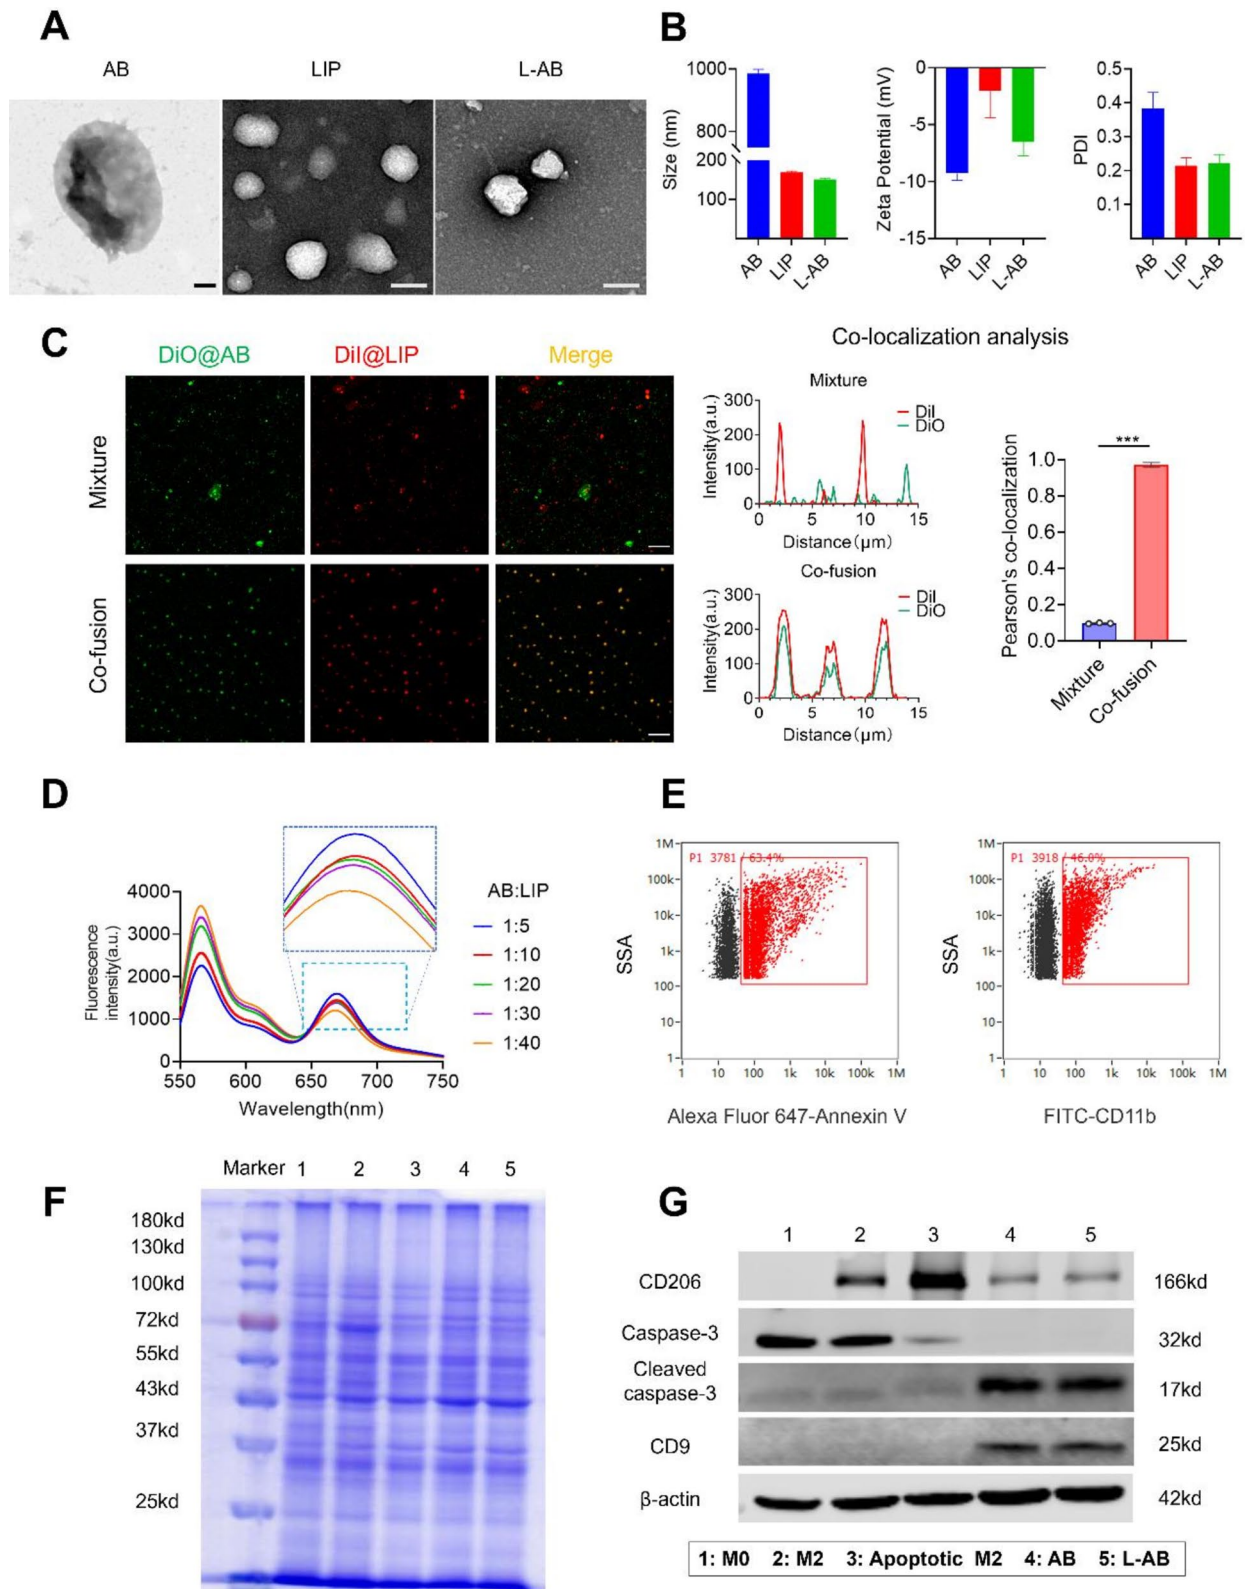 A
AB
LIP
L-AB
B
Size (nm)
1000
800
200
100
AB
LIP
L-AB
Zeta Potential (mV)
0
-5
-10
-15
AB
LIP
L-AB
PDI
0.5
0.4
0.3
0.2
0.1
AB
LIP
L-AB
C
DiO@AB
DiI@LIP
Merge
Mixture
Co-fusion
Co-localization analysis
Mixture
Intensity(a.u.)
300
200
100
0
DiI
DiO
0 5 10 15
Distance(μm)
Co-fusion
Intensity(a.u.)
300
200
100
0
DiI
DiO
0 5 10 15
Distance(μm)
Pearson's co-localization
***
1.0
0.8
0.6
0.4
0.2
0.0
Mixture
Co-fusion
D
Fluorescence
intensity(a.u.)
4000
3000
2000
1000
0
550 600 650 700 750
Wavelength(nm)
AB:LIP
1:5
1:10
1:20
1:30
1:40
E
SSA
1M
100k
10k
1k
100
10
1
P1 3781 / 63.4%
1 10 100 1k 10k 100k 1M
Alexa Fluor 647-Annexin V
SSA
1M
100k
10k
1k
100
10
1
P1 3918 / 46.0%
1 10 100 1k 10k 100k 1M
FITC-CD11b
F
Marker 1 2 3 4 5
180kd
130kd
100kd
72kd
55kd
43kd
37kd
25kd
G
1 2 3 4 5
CD206 166kd
Caspase-3 32kd
Cleaved
caspase-3 17kd
CD9 25kd
β-actin 42kd
1: M0 2: M2 3: Apoptotic M2 4: AB 5: L-AB